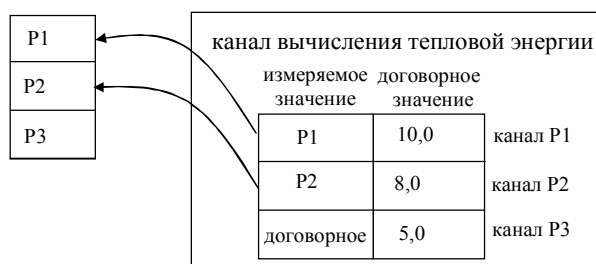 P1
P2
P3
канал вычисления тепловой энергии
измеряемое значение
договорное значение
P1 10,0 канал P1
P2 8,0 канал P2
договорное 5,0 канал P3